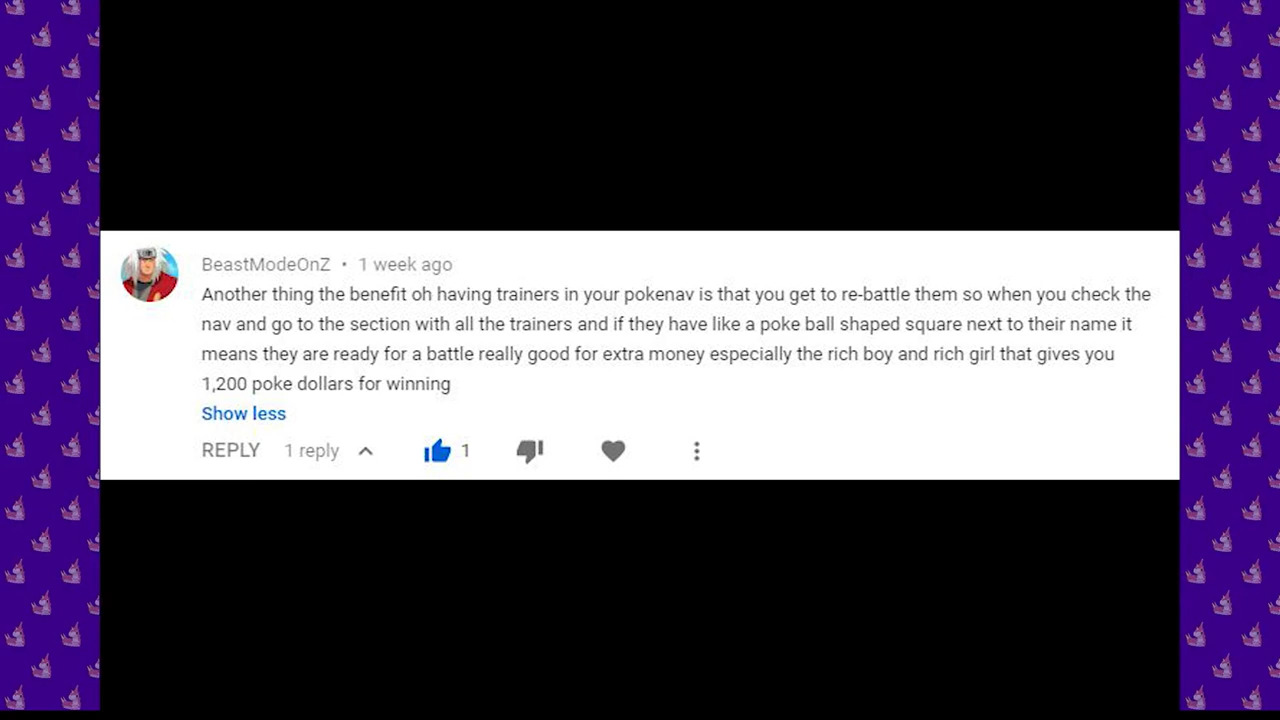 BeastModeOnZ • 1 week ago
Another thing the benefit oh having trainers in your pokenav is that you get to re-battle them so when you check the
nav and go to the section with all the trainers and if they have like a poke ball shaped square next to their name it
means they are ready for a battle really good for extra money especially the rich boy and rich girl that gives you
1,200 poke dollars for winning
Show less
REPLY 1 reply 1